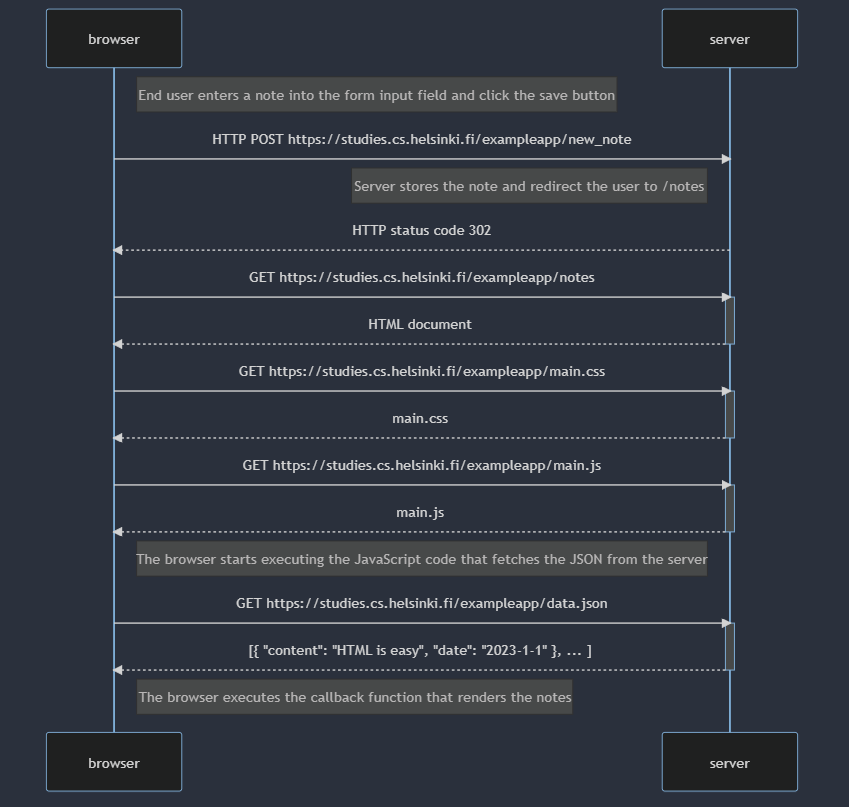 browser
server
End user enters a note into the form input field and click the save button
HTTP POST https://studies.cs.helsinki.fi/exampleapp/new_note
Server stores the note and redirect the user to /notes
HTTP status code 302
GET https://studies.cs.helsinki.fi/exampleapp/notes
HTML document
GET https://studies.cs.helsinki.fi/exampleapp/main.css
main.css
GET https://studies.cs.helsinki.fi/exampleapp/main.js
main.js
The browser starts executing the JavaScript code that fetches the JSON from the server
GET https://studies.cs.helsinki.fi/exampleapp/data.json
[{ "content": "HTML is easy", "date": "2023-1-1" }, ... ]
The browser executes the callback function that renders the notes
browser
server